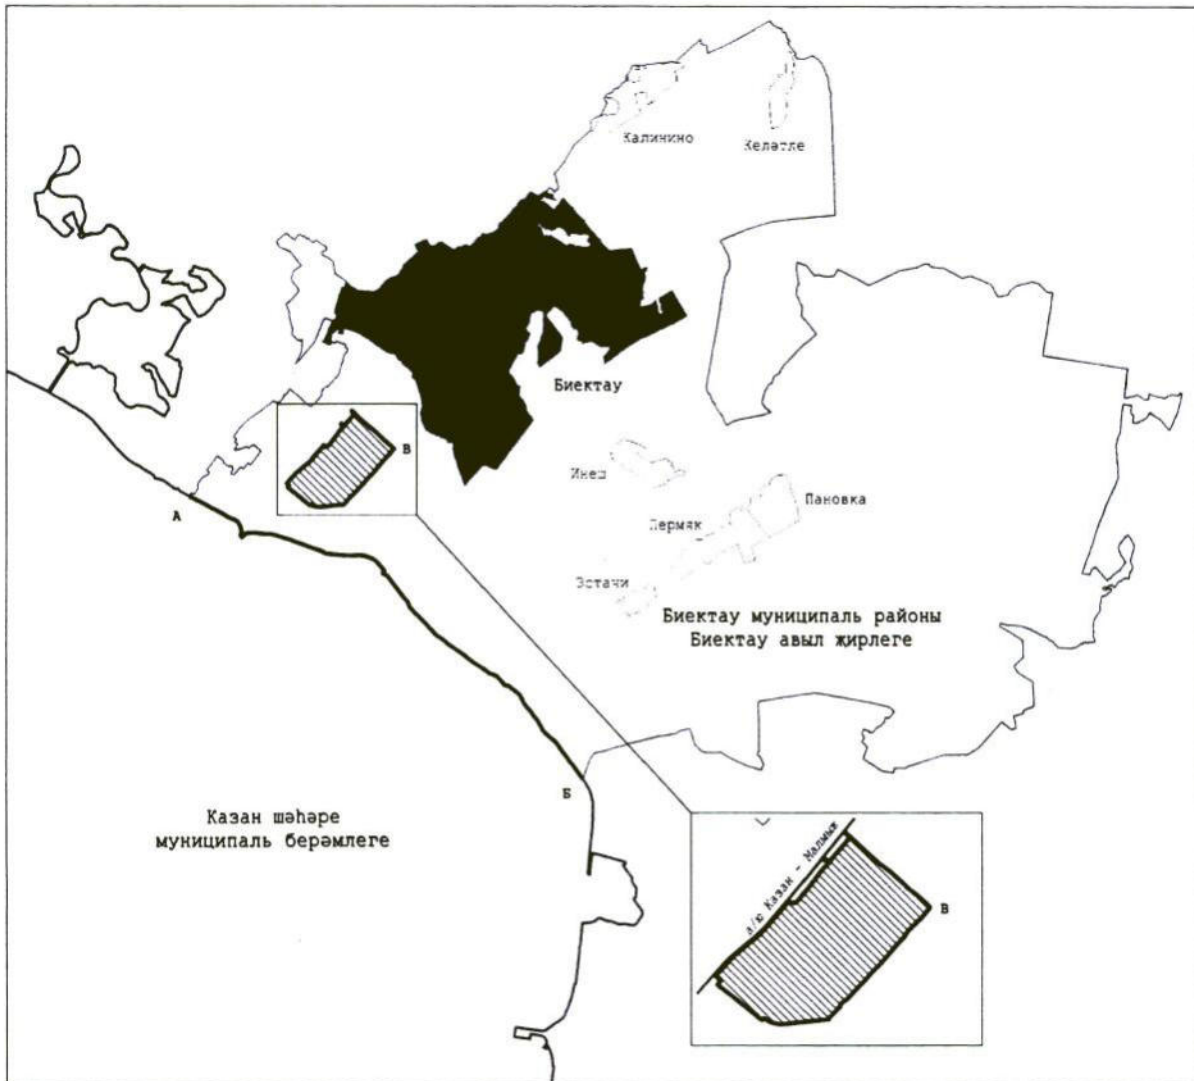 Калинино
Келәтле
Биектау
В
Инеш
Пановка
А
Пермяк
Эстачи
Биектау муниципаль районы
Биектау авыл җирлеге
Б
Казан шәһәре
муниципаль берәмлеге
а/ю Казан - Малмыж
В